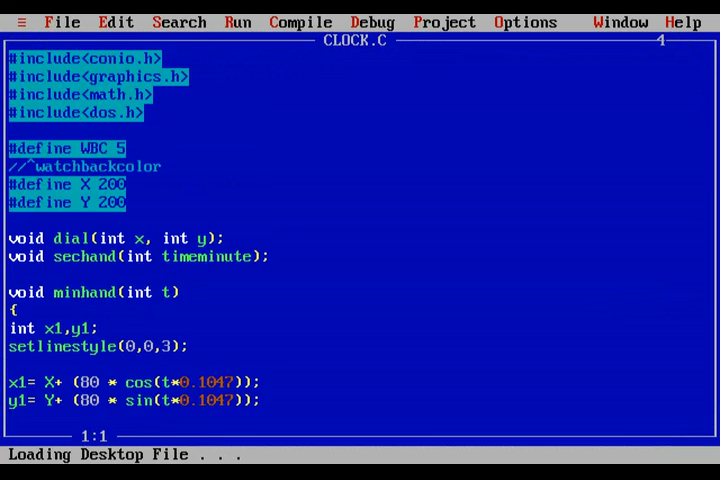 ≡ File Edit Search Run Compile Debug Project Options Window Help
CLOCK.C 4
#include<conio.h>
#include<graphics.h>
#include<math.h>
#include<dos.h>
#define WBC 5
//^watchbackcolor
#define X 200
#define Y 200
void dial(int x, int y);
void sechand(int timeminute);
void minhand(int t)
{
int x1,y1;
setlinestyle(0,0,3);
x1= X+ (80 * cos(t*0.1047));
y1= Y+ (80 * sin(t*0.1047));
1:1
Loading Desktop File . . .